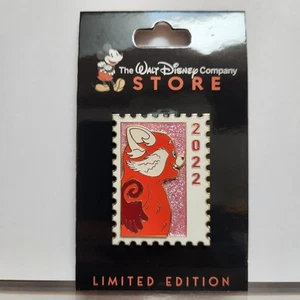 The WALT DISNEY Company
STORE
2022
LIMITED EDITION